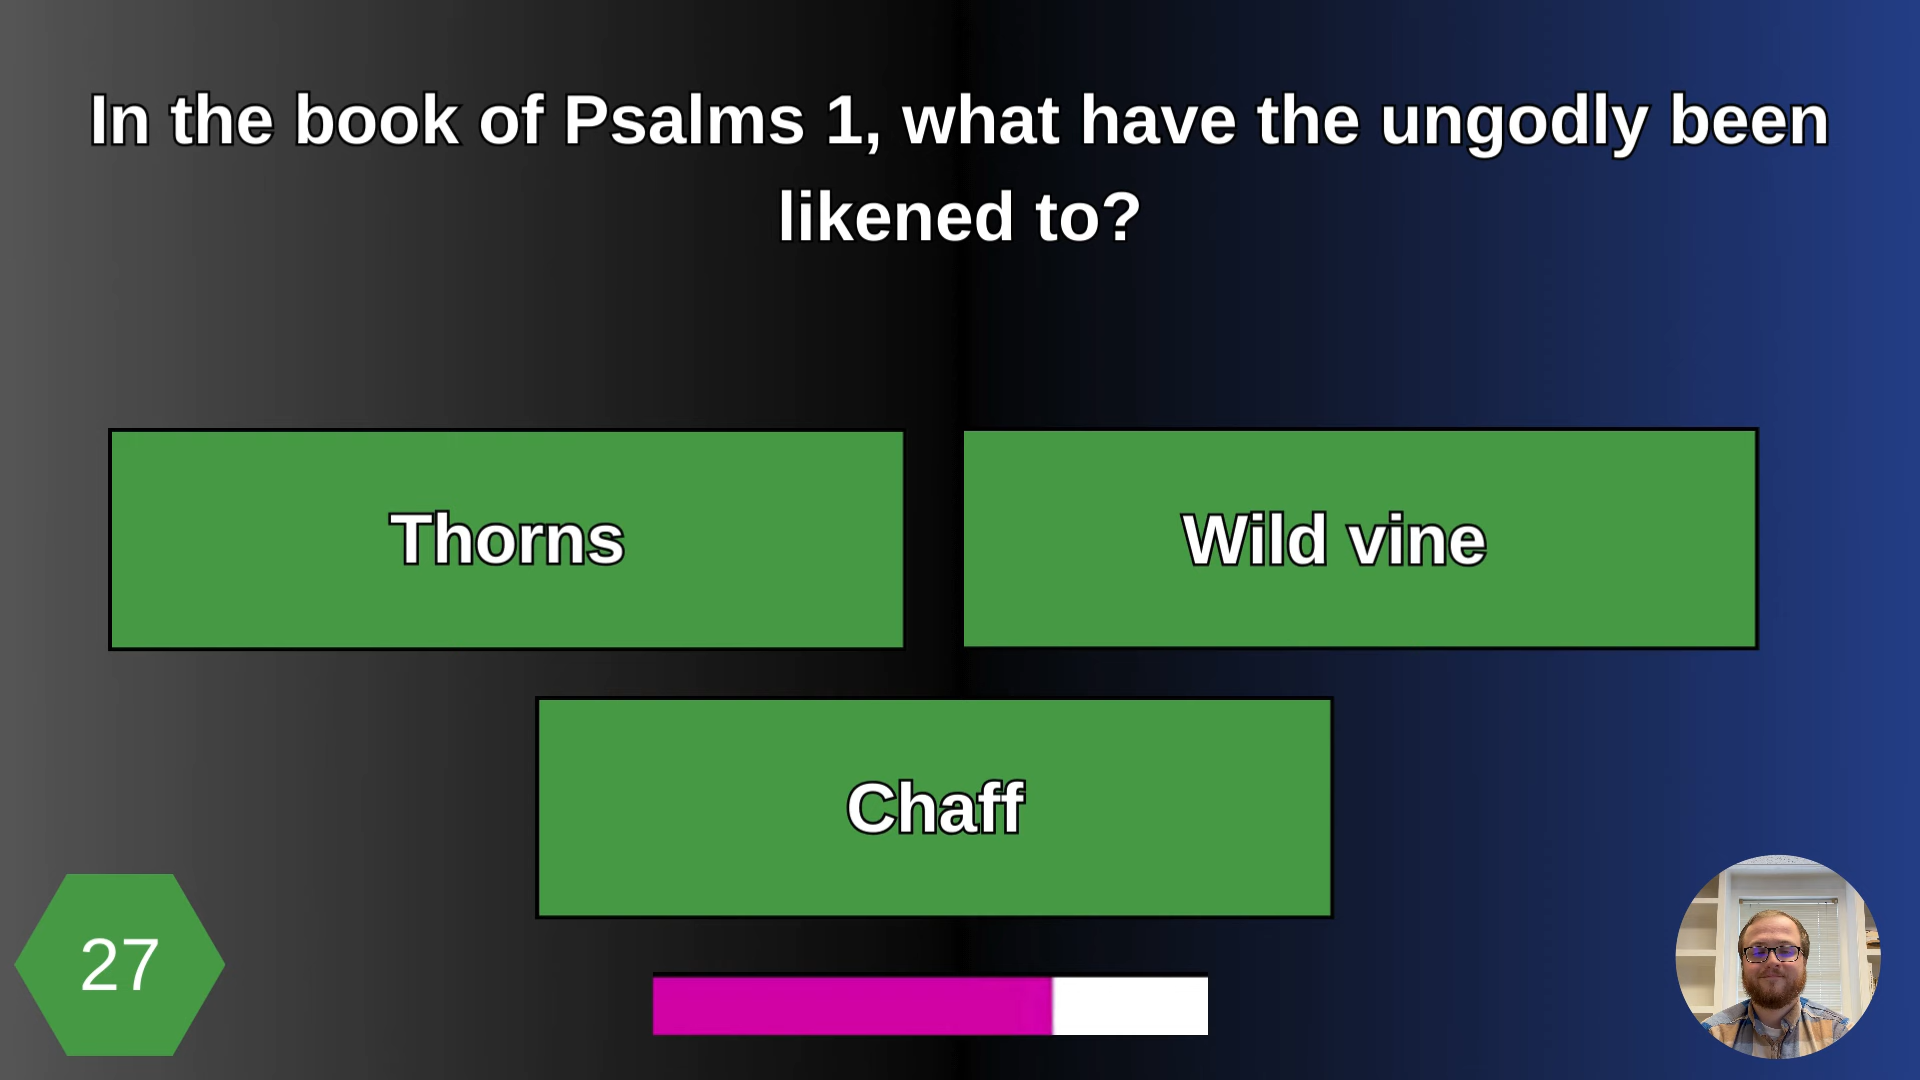 In the book of Psalms 1, what have the ungodly been
likened to?
Thorns
Wild vine
Chaff
27